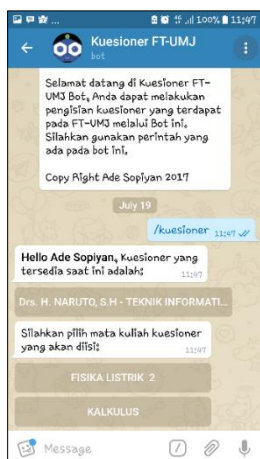 100% 11:47
Kuesioner FT-UMJ
bot
Selamat datang di Kuesioner FT-
UMJ Bot, Anda dapat melakukan
pengisian kuesioner yang terdapat
pada FT-UMJ melalui Bot ini,
Silahkan gunakan perintah yang
ada pada bot ini,
Copy Right Ade Sopiyan 2017
July 19
/kuesioner 11:47
Hello Ade Sopiyan, Kuesioner yang
tersedia saat ini adalah:
11:47
Drs. H. NARUTO, S.H - TEKNIK INFORMATI...
Silahkan pilih mata kuliah kuesioner
yang akan diisi:
11:47
FISIKA LISTRIK 2
KALKULUS
Message